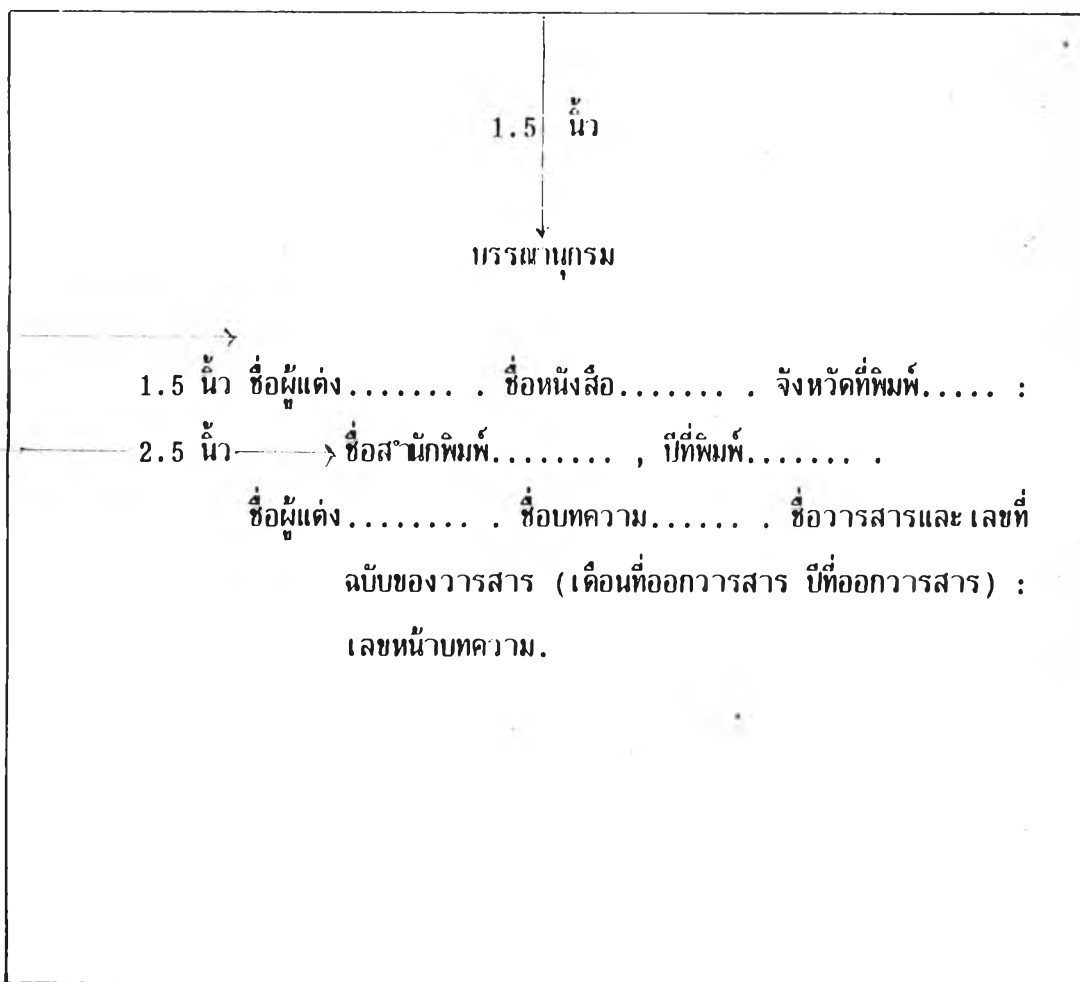 1.5 นิ้ว
บรรณานุกรม
1.5 นิ้ว ชื่อผู้แต่ง........ . ชื่อหนังสือ....... . จังหวัดที่พิมพ์..... :
2.5 นิ้ว ชื่อสำนักพิมพ์........ , ปีที่พิมพ์....... .
ชื่อผู้แต่ง........ . ชื่อบทความ...... . ชื่อวารสารและเลขที่
ฉบับของวารสาร (เดือนที่ออกวารสาร ปีที่ออกวารสาร) :
เลขหน้าบทความ.